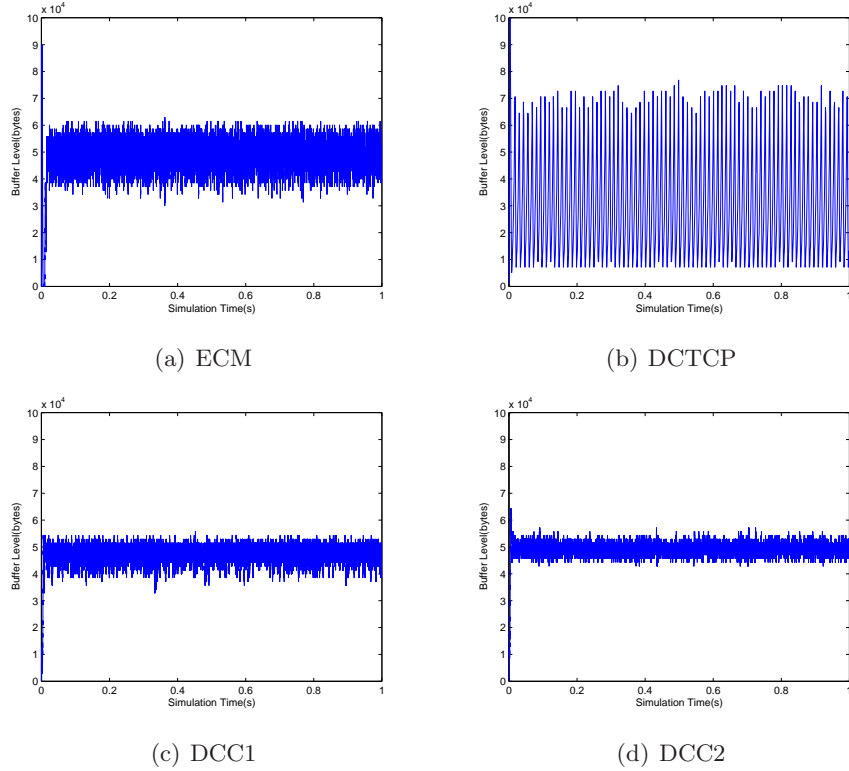 x 10^4
10
9
8
7
6
5
4
3
2
1
0
Buffer Level(bytes)
0 0.2 0.4 0.6 0.8 1
Simulation Time(s)
(a) ECM
x 10^4
10
9
8
7
6
5
4
3
2
1
0
Buffer Level(bytes)
0 0.2 0.4 0.6 0.8 1
Simulation Time(s)
(b) DCTCP
x 10^4
10
9
8
7
6
5
4
3
2
1
0
Buffer Level(bytes)
0 0.2 0.4 0.6 0.8 1
Simulation Time(s)
(c) DCC1
x 10^4
10
9
8
7
6
5
4
3
2
1
0
Buffer Level(bytes)
0 0.2 0.4 0.6 0.8 1
Simulation Time(s)
(d) DCC2